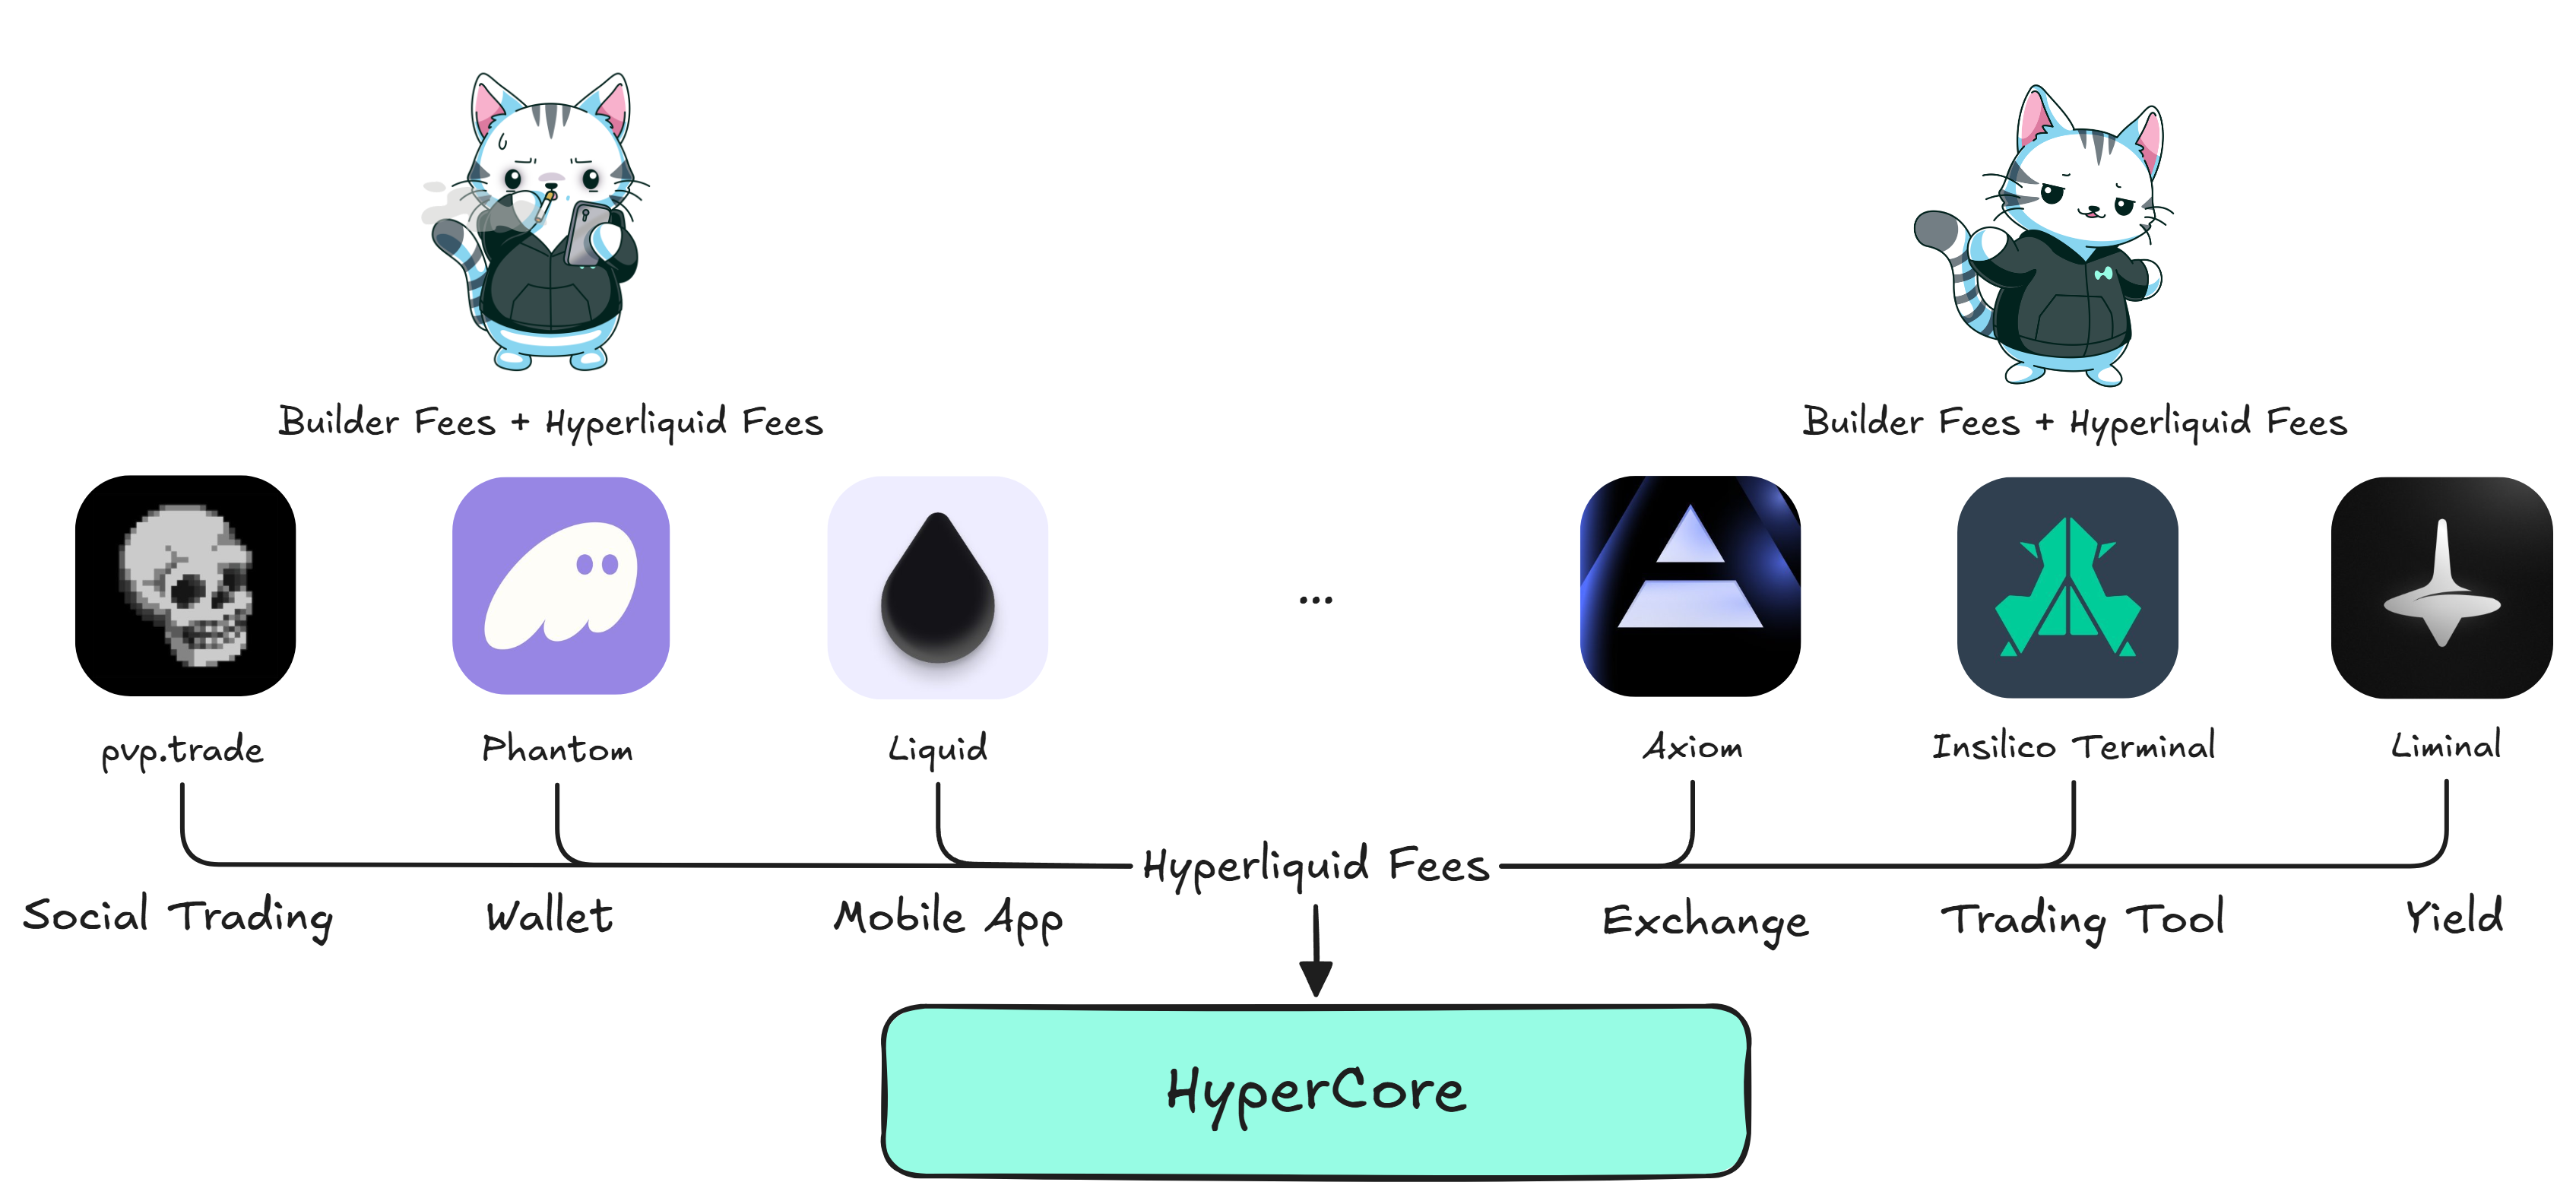 Builder Fees + Hyperliquid Fees
Builder Fees + Hyperliquid Fees
pvp.trade
Phantom
Liquid
...
Axiom
Insilico Terminal
Liminal
Hyperliquid Fees
Social Trading
Wallet
Mobile App
Exchange
Trading Tool
Yield
HyperCore